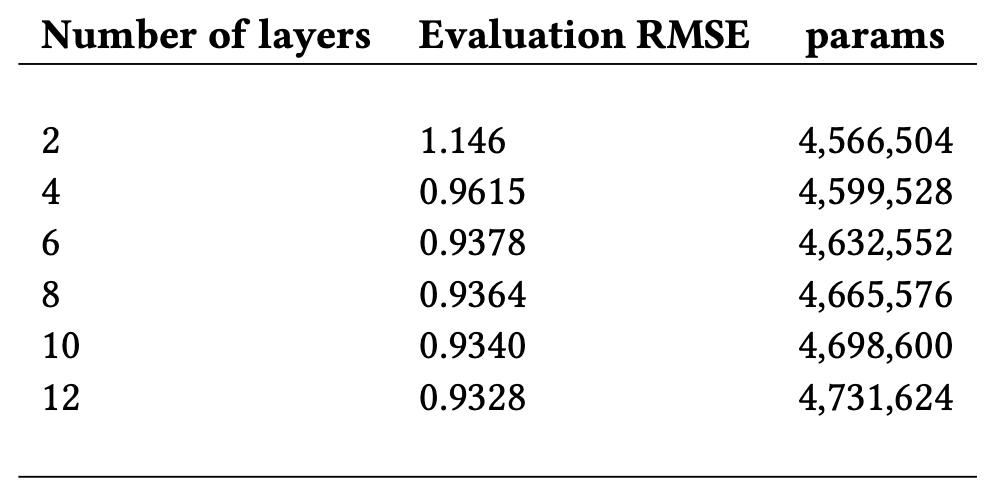 Number of layers Evaluation RMSE params
2 1.146 4,566,504
4 0.9615 4,599,528
6 0.9378 4,632,552
8 0.9364 4,665,576
10 0.9340 4,698,600
12 0.9328 4,731,624